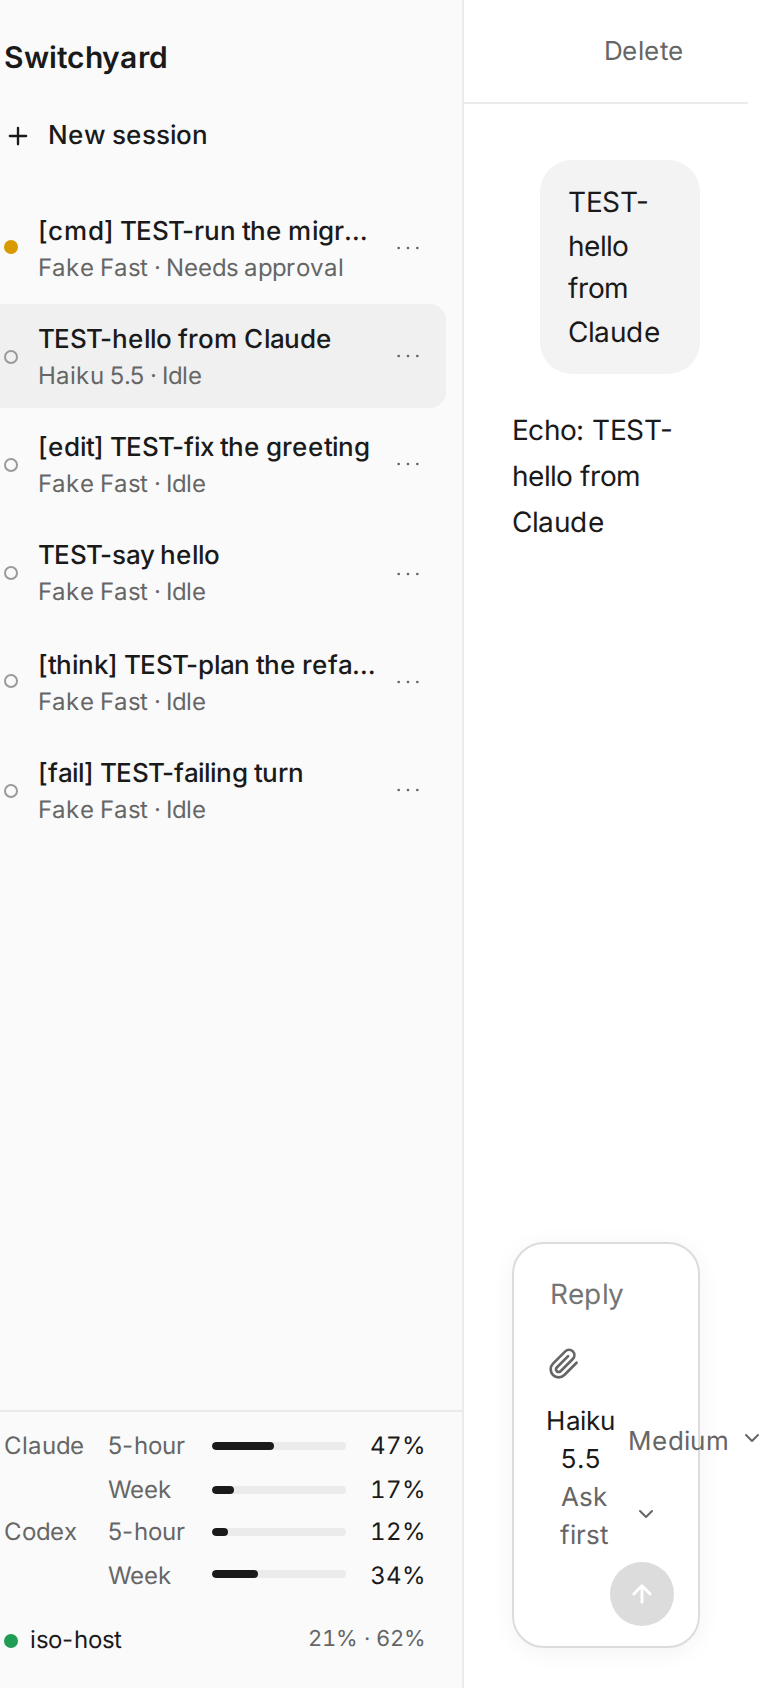 Switchyard
New session
[cmd] TEST-run the migr...
Fake Fast · Needs approval
TEST-hello from Claude
Haiku 5.5 · Idle
[edit] TEST-fix the greeting
Fake Fast · Idle
TEST-say hello
Fake Fast · Idle
[think] TEST-plan the refa...
Fake Fast · Idle
[fail] TEST-failing turn
Fake Fast · Idle
Claude 5-hour 47%
Week 17%
Codex 5-hour 12%
Week 34%
iso-host 21% · 62%
Delete
TEST-
hello
from
Claude
Echo: TEST-
hello from
Claude
Reply
Haiku
5.5
Medium
Ask
first